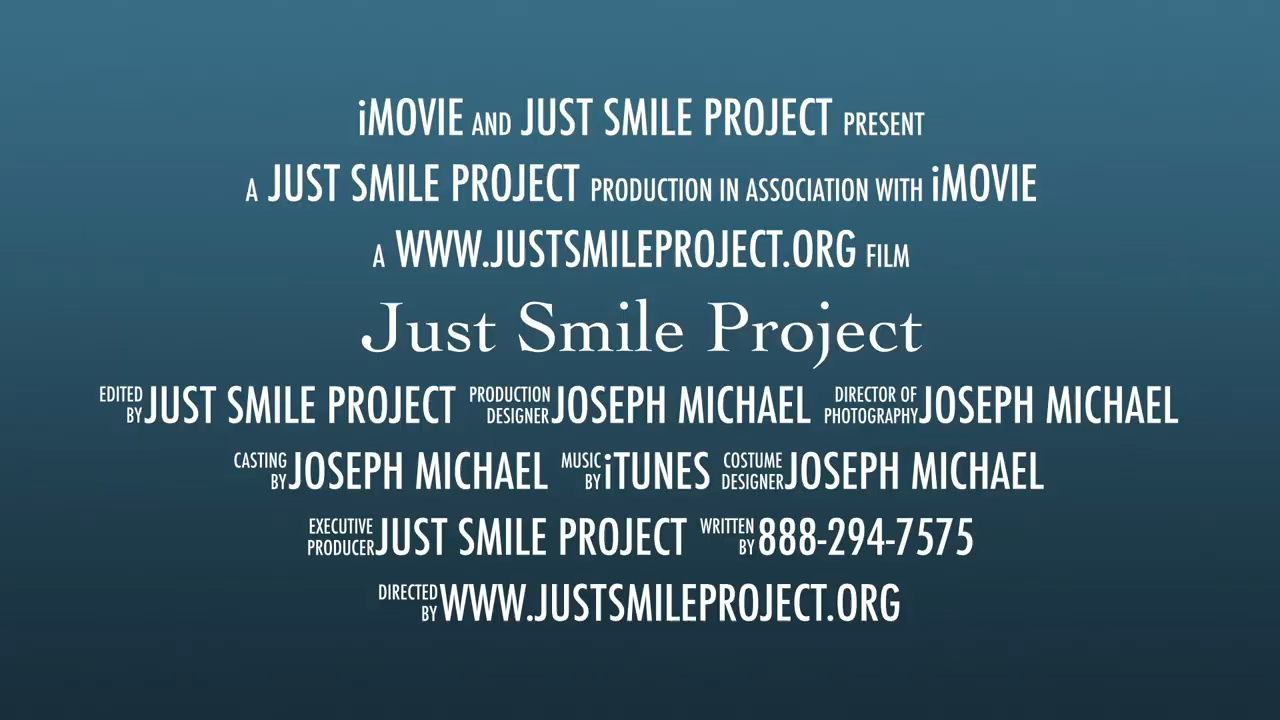 iMOVIE AND JUST SMILE PROJECT PRESENT
A JUST SMILE PROJECT PRODUCTION IN ASSOCIATION WITH iMOVIE
A WWW.JUSTSMILEPROJECT.ORG FILM
Just Smile Project
EDITED BY JUST SMILE PROJECT PRODUCTION DESIGNER JOSEPH MICHAEL DIRECTOR OF PHOTOGRAPHY JOSEPH MICHAEL
CASTING BY JOSEPH MICHAEL MUSIC BY iTUNES COSTUME DESIGNER JOSEPH MICHAEL
EXECUTIVE PRODUCER JUST SMILE PROJECT WRITTEN BY 888-294-7575
DIRECTED BY WWW.JUSTSMILEPROJECT.ORG